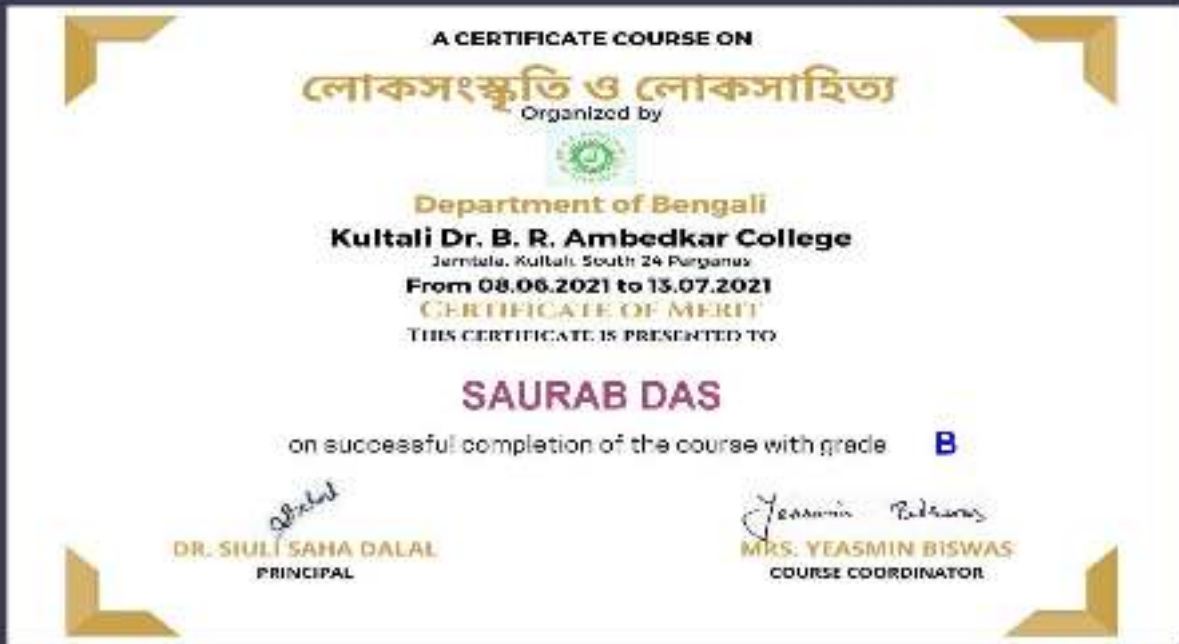 A CERTIFICATE COURSE ON
লোকসংস্কৃতি ও লোকসাহিত্য
Organized by
Department of Bengali
Kultali Dr. B. R. Ambedkar College
Jamtala, Kultali, South 24 Parganas
From 08.06.2021 to 13.07.2021
CERTIFICATE OF MERIT
THIS CERTIFICATE IS PRESENTED TO
SAURAB DAS
on successful completion of the course with grade B
Yeasmin Biswas
DR. SIULI SAHA DALAL
MRS. YEASMIN BISWAS
PRINCIPAL
COURSE COORDINATOR